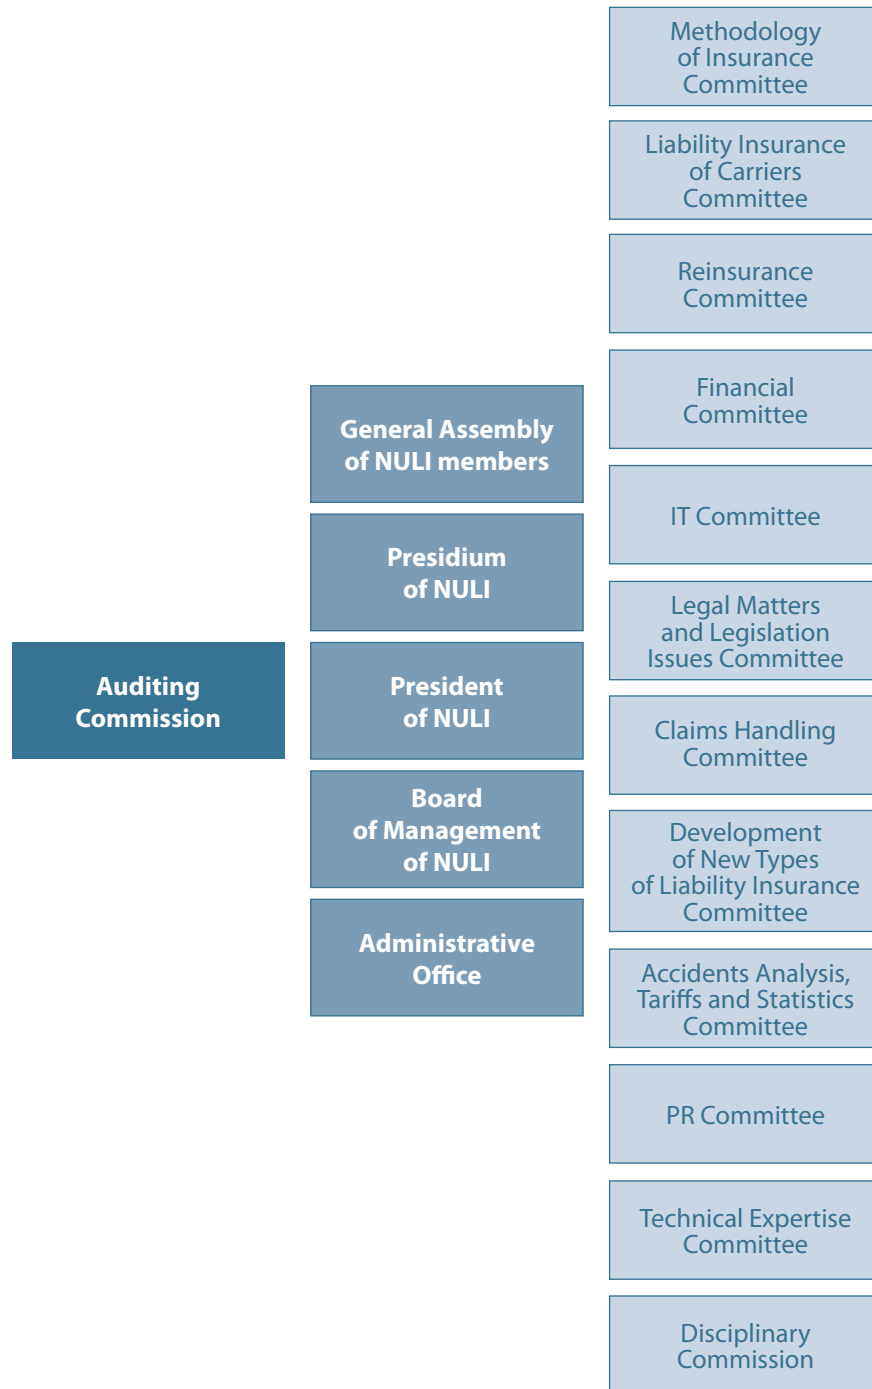 Auditing
Commission
General Assembly
of NULI members
Presidium
of NULI
President
of NULI
Board
of Management
of NULI
Administrative
Office
Methodology
of Insurance
Committee
Liability Insurance
of Carriers
Committee
Reinsurance
Committee
Financial
Committee
IT Committee
Legal Matters
and Legislation
Issues Committee
Claims Handling
Committee
Development
of New Types
of Liability Insurance
Committee
Accidents Analysis,
Tariffs and Statistics
Committee
PR Committee
Technical Expertise
Committee
Disciplinary
Commission